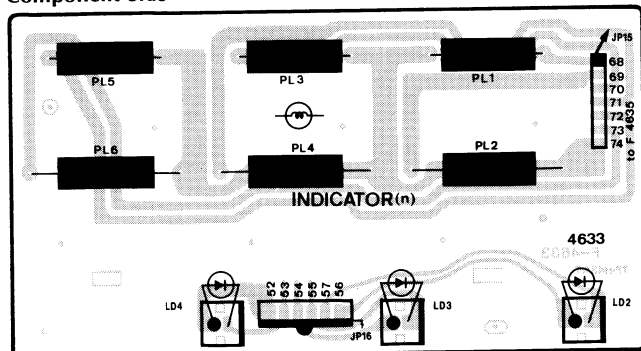 Component side
JP15
PL5
PL3
PL1
68
69
70
71
72
73
74
to F-4635
PL6
PL4
PL2
INDICATOR(n)
4633
F-4633
52
53
54
55
57
56
LD4
LD3
LD2
JP16